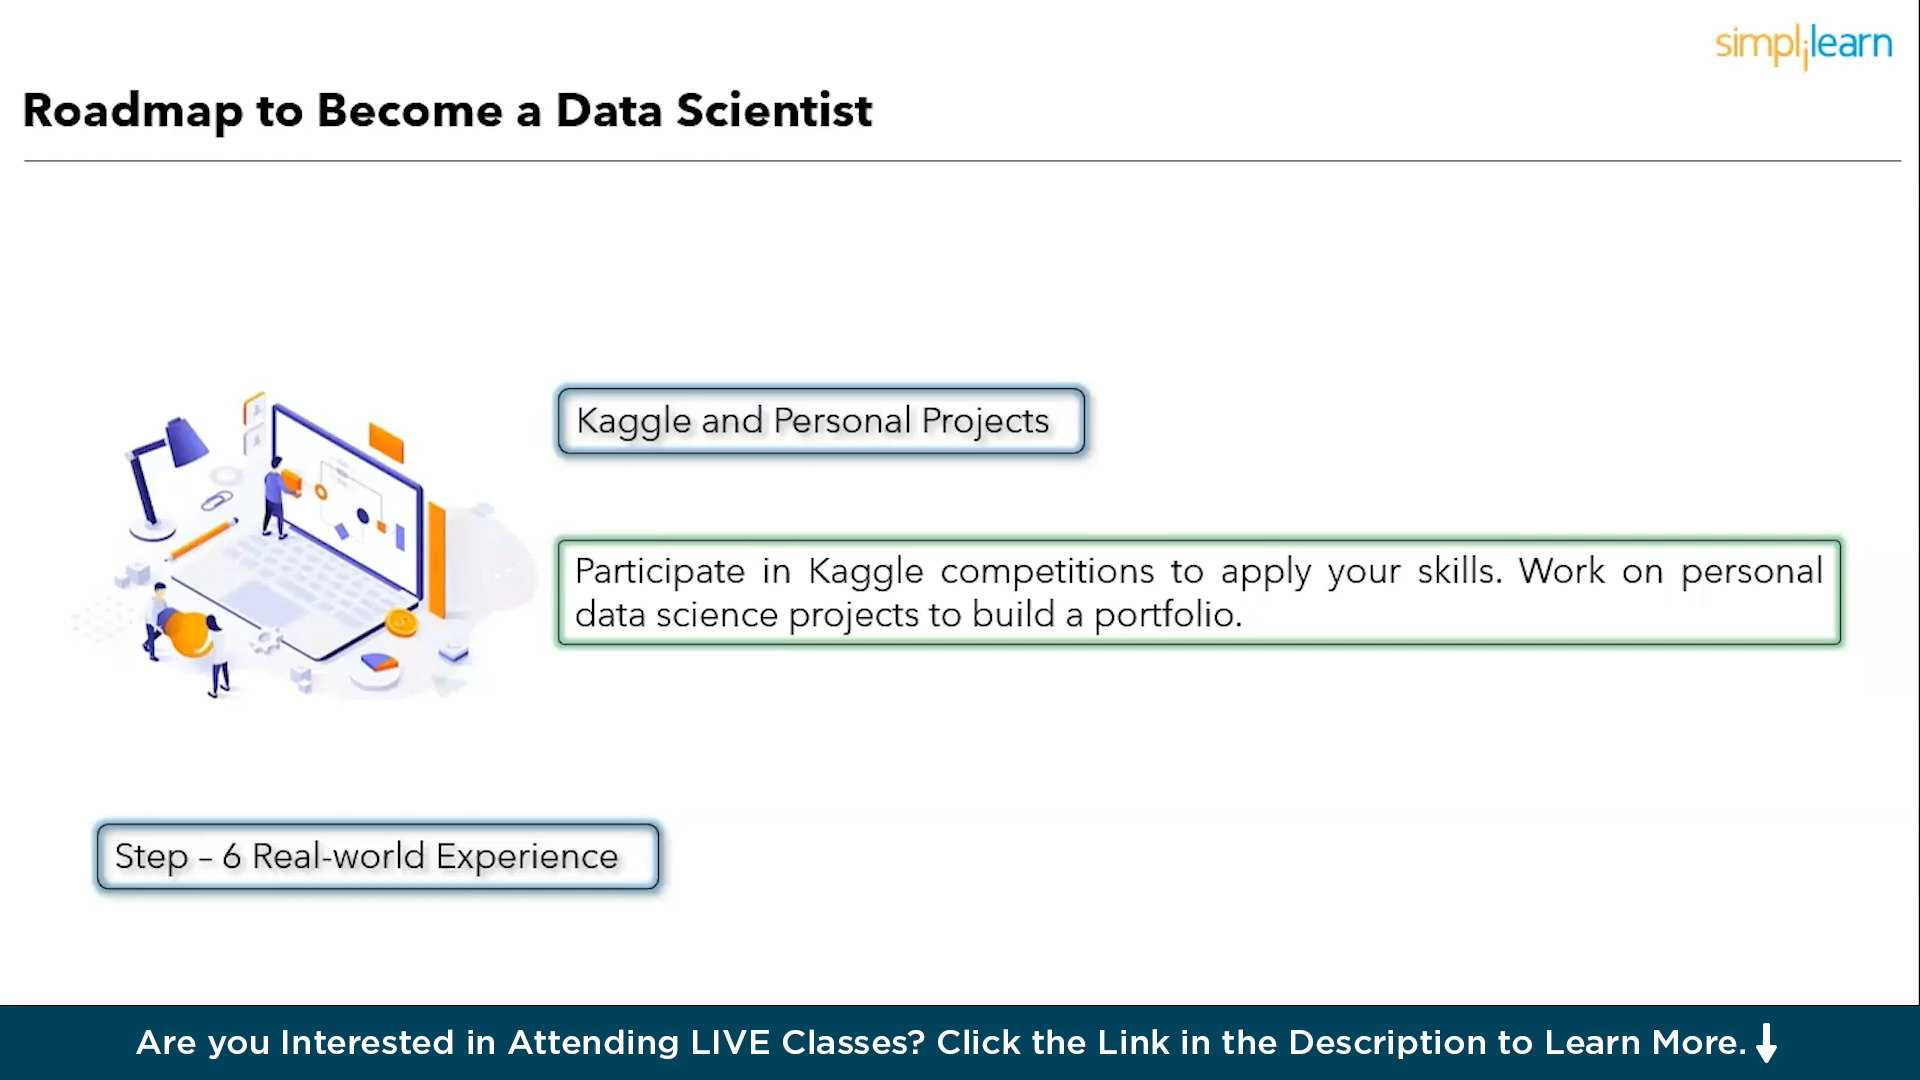 simplilearn
Roadmap to Become a Data Scientist
Kaggle and Personal Projects
Participate in Kaggle competitions to apply your skills. Work on personal
data science projects to build a portfolio.
Step – 6 Real-world Experience
Are you Interested in Attending LIVE Classes? Click the Link in the Description to Learn More.